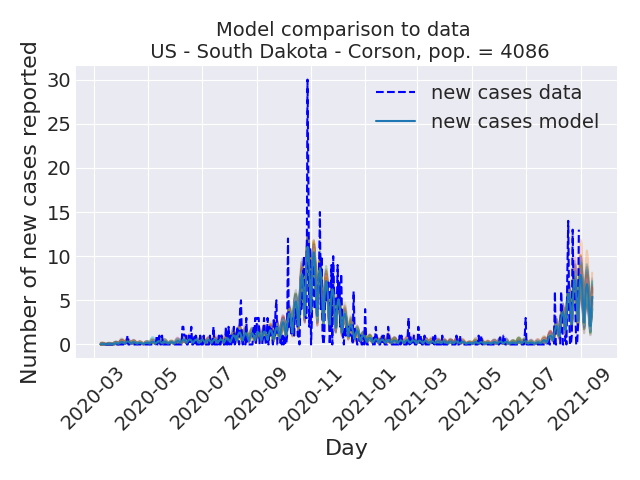 Model comparison to data
US - South Dakota - Corson, pop. = 4086
Number of new cases reported
30
25
20
15
10
5
0
new cases data
new cases model
2020-03
2020-05
2020-07
2020-09
2020-11
2021-01
2021-03
2021-05
2021-07
2021-09
Day